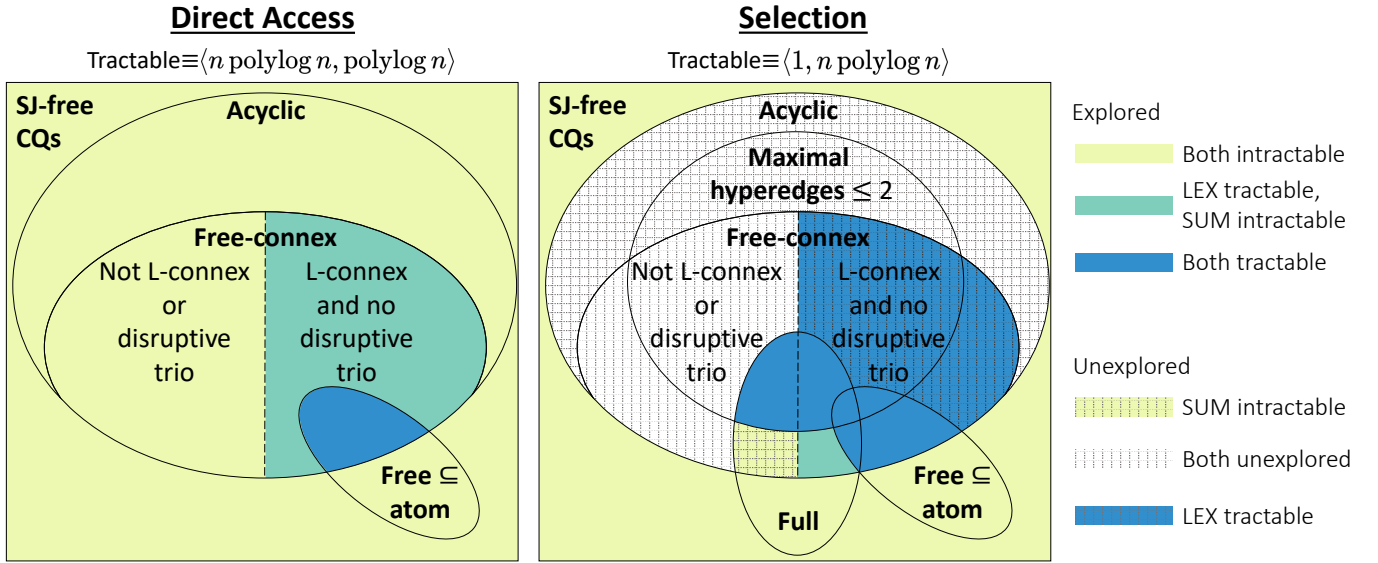 Direct Access
Tractable≡⟨n polylog n, polylog n⟩
SJ-free
CQs
Acyclic
Free-connex
Not L-connex
or
disruptive
trio
L-connex
and no
disruptive
trio
Free ⊆
atom
Selection
Tractable≡⟨1, n polylog n⟩
SJ-free
CQs
Acyclic
Maximal
hyperedges ≤ 2
Free-connex
Not L-connex
or
disruptive
trio
L-connex
and no
disruptive
trio
Full
Free ⊆
atom
Explored
Both intractable
LEX tractable,
SUM intractable
Both tractable
Unexplored
SUM intractable
Both unexplored
LEX tractable